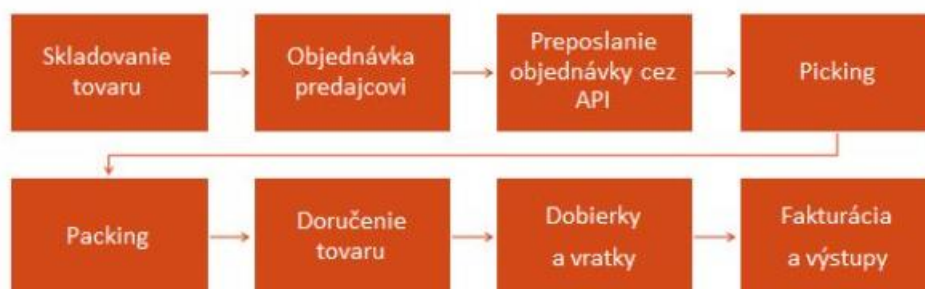 Skladovanie
tovaru
Objednávka
predajcovi
Preposlanie
objednávky cez
API
Picking
Packing
Doručenie
tovaru
Dobierky
a vratky
Fakturácia
a výstupy